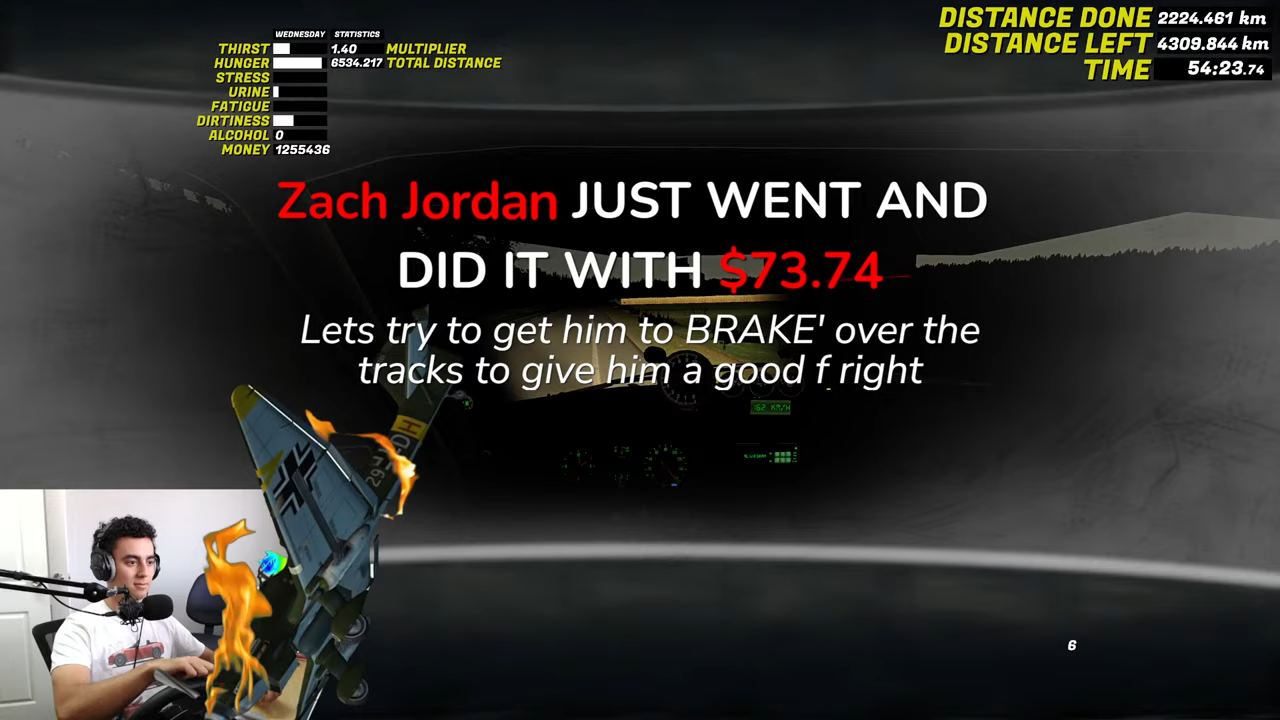 WEDNESDAY STATISTICS
THIRST 1.40 MULTIPLIER
HUNGER 6534.217 TOTAL DISTANCE
STRESS
URINE
FATIGUE
DIRTINESS
ALCOHOL 0
MONEY 1255436
DISTANCE DONE 2224.461 km
DISTANCE LEFT 4309.844 km
TIME 54:23.74
Zach Jordan JUST WENT AND
DID IT WITH $73.74
Lets try to get him to BRAKE' over the
tracks to give him a good f right
6